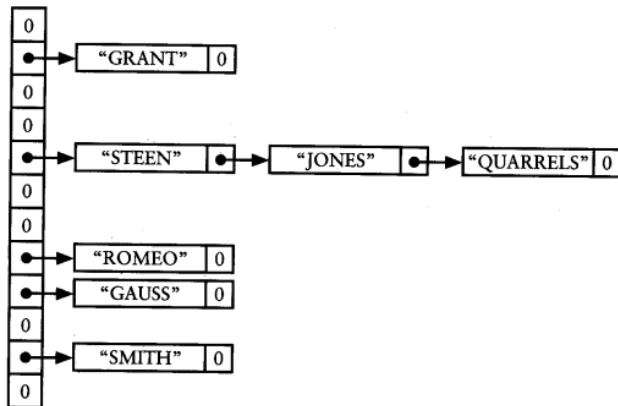 0
“GRANT” 0
0
0
“STEEN” “JONES” “QUARRELS” 0
0
0
“ROMEO” 0
“GAUSS” 0
0
“SMITH” 0
0